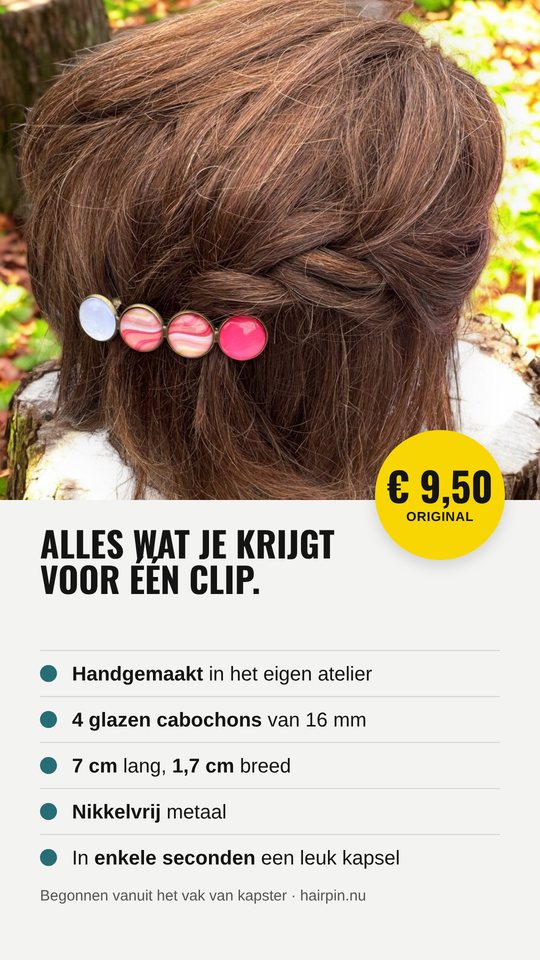 € 9,50
ORIGINAL
ALLES WAT JE KRIJGT
VOOR ÉÉN CLIP.
Handgemaakt in het eigen atelier
4 glazen cabochons van 16 mm
7 cm lang, 1,7 cm breed
Nikkelvrij metaal
In enkele seconden een leuk kapsel
Begonnen vanuit het vak van kapster · hairpin.nu